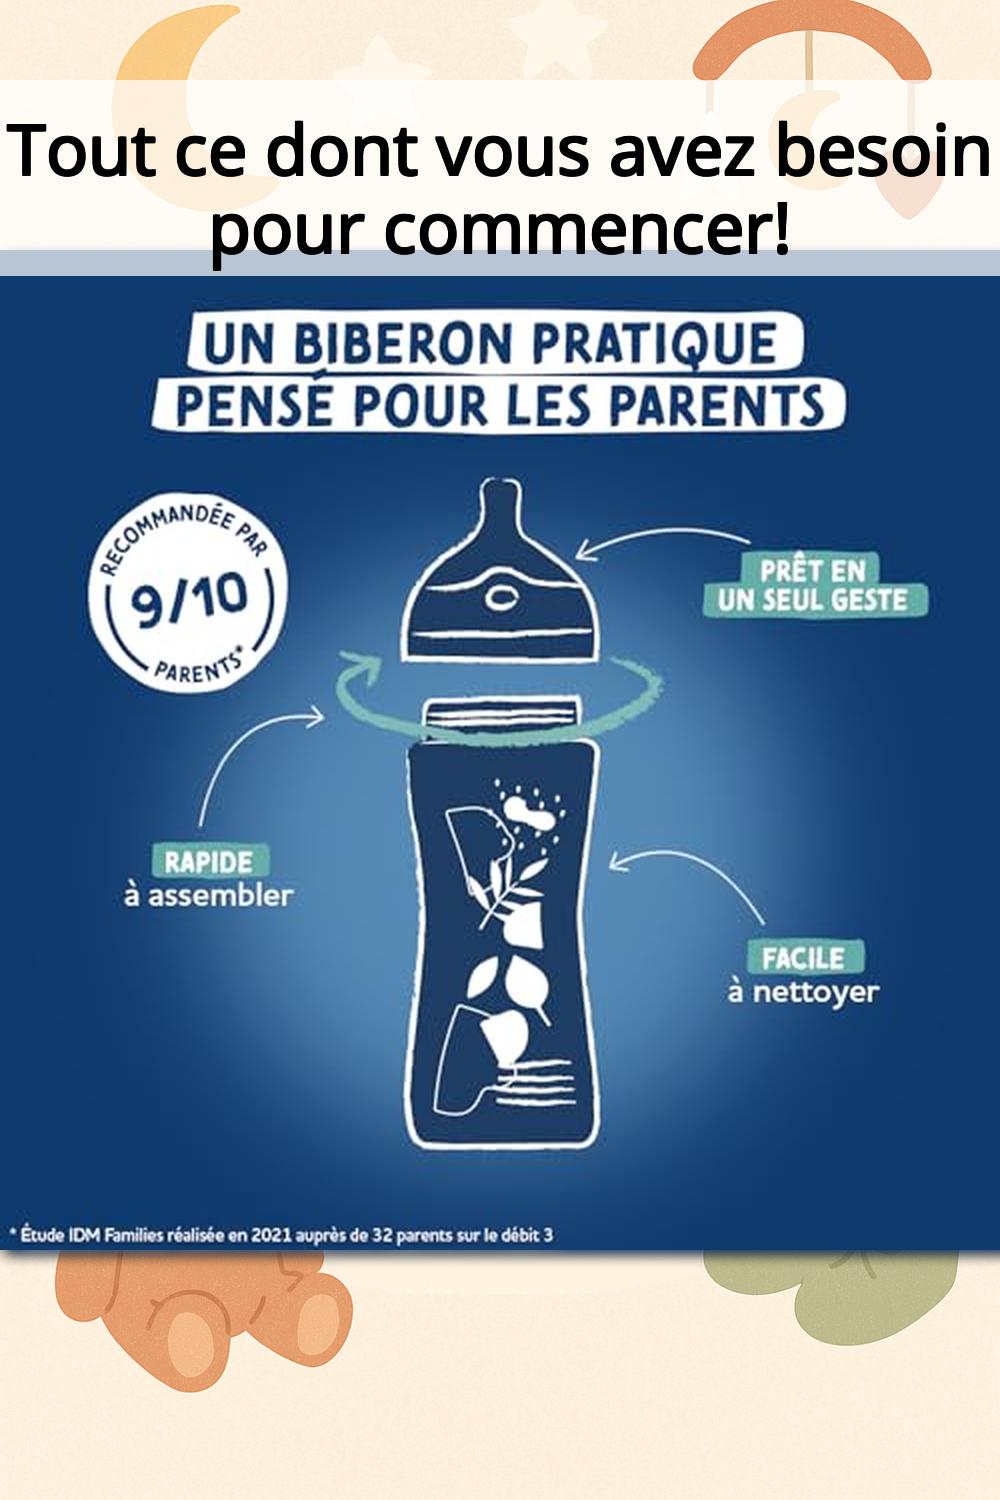 Tout ce dont vous avez besoin
pour commencer!
UN BIBERON PRATIQUE
PENSÉ POUR LES PARENTS
RECOMMANDÉE PAR
9/10
PARENTS*
PRÊT EN
UN SEUL GESTE
RAPIDE
à assembler
FACILE
à nettoyer
* Étude IDM Families réalisée en 2021 auprès de 32 parents sur le débit 3